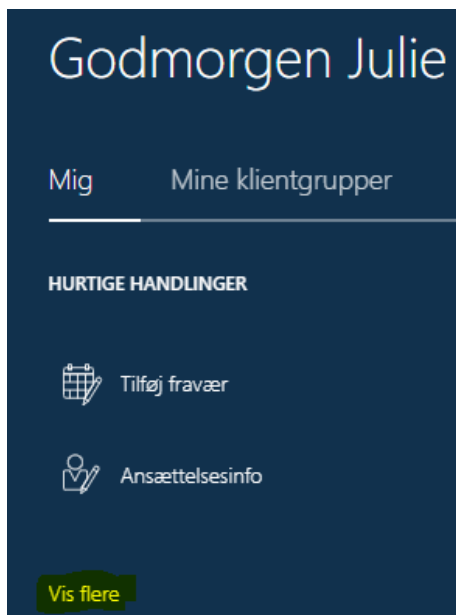 Godmorgen Julie
Mig Mine klientgrupper
HURTIGE HANDLINGER
Tilføj fravær
Ansættelsesinfo
Vis flere